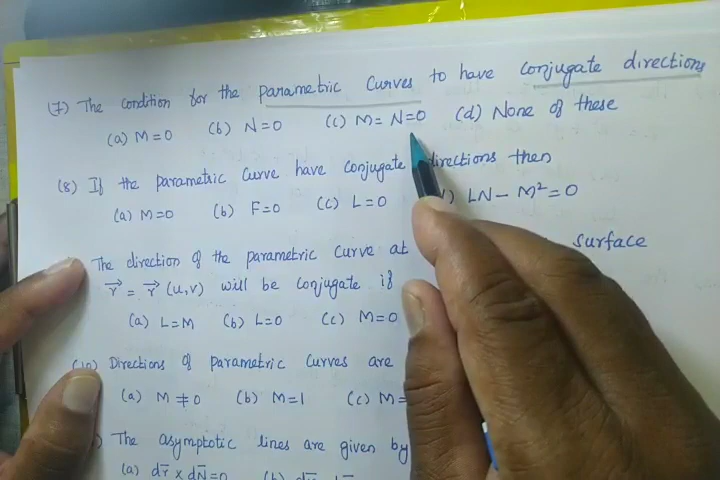 (7) The condition for the parametric curves to have conjugate directions
(a) M=0 (b) N=0 (c) M= N=0 (d) None of these
(8) If the parametric curve have conjugate directions then
(a) M=0 (b) F=0 (c) L=0 ) LN - M²=0
The direction of the parametric curve at surface
r⃗ = r⃗ (u,v) will be conjugate if
(a) L=M (b) L=0 (c) M=0
(10) Directions of parametric curves are
(a) M≠0 (b) M=1 (c) M=
) The asymptotic lines are given by
(a) dr̄ x dN̄=0